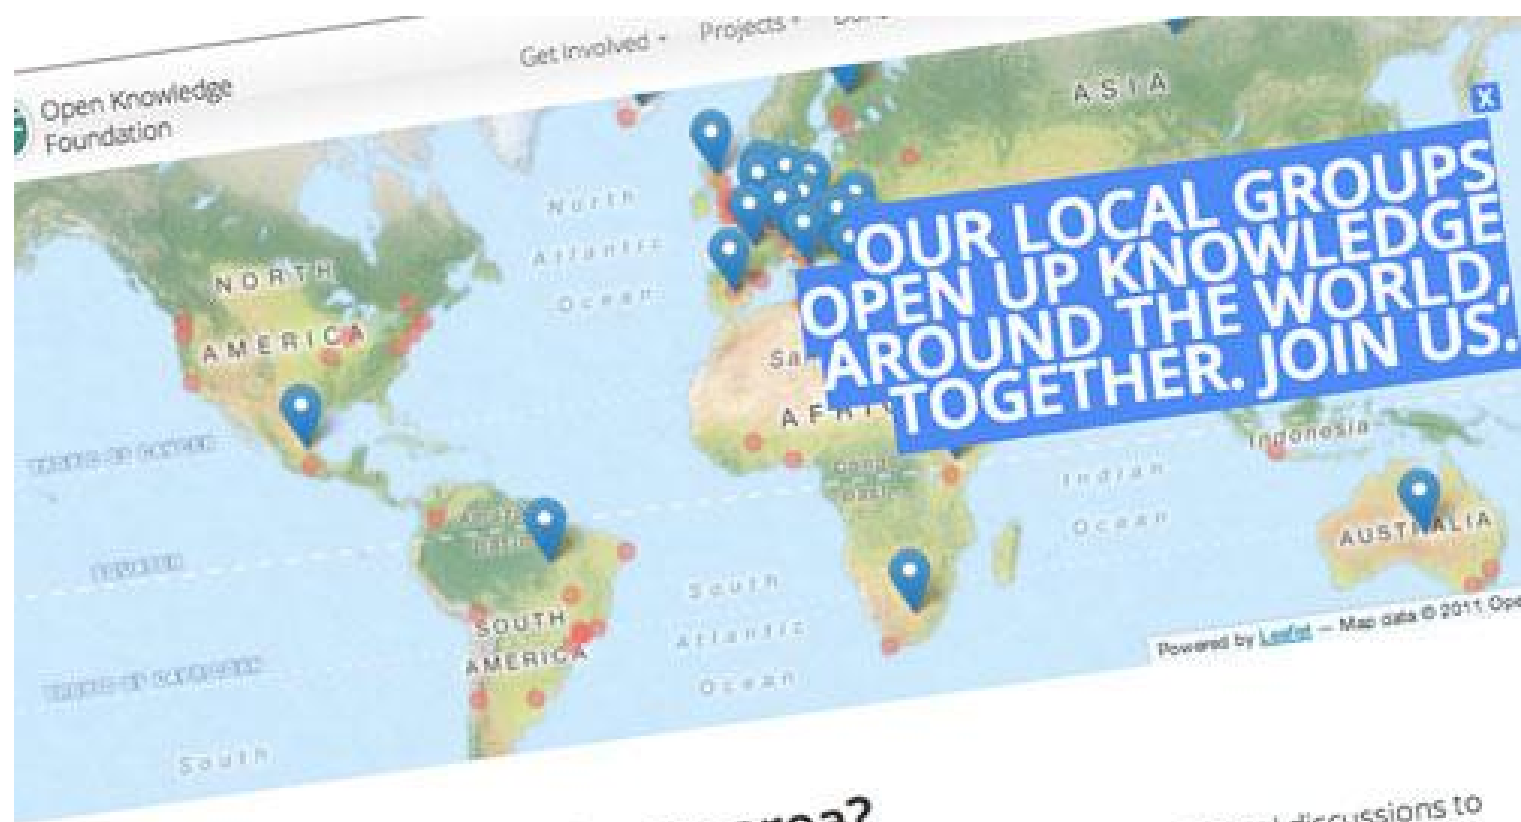 Get Involved
Projects
Open Knowledge
Foundation
ASIA
X
North
Atlantic
Ocean
'OUR LOCAL GROUPS
OPEN UP KNOWLEDGE
AROUND THE WORLD,
TOGETHER. JOIN US.
NORTH
AMERICA
Indonesia
Indian
Ocean
AUSTRALIA
South
Atlantic
Ocean
SOUTH
AMERICA
Powered by Leaflet — Map data © 2011
South
discussions to